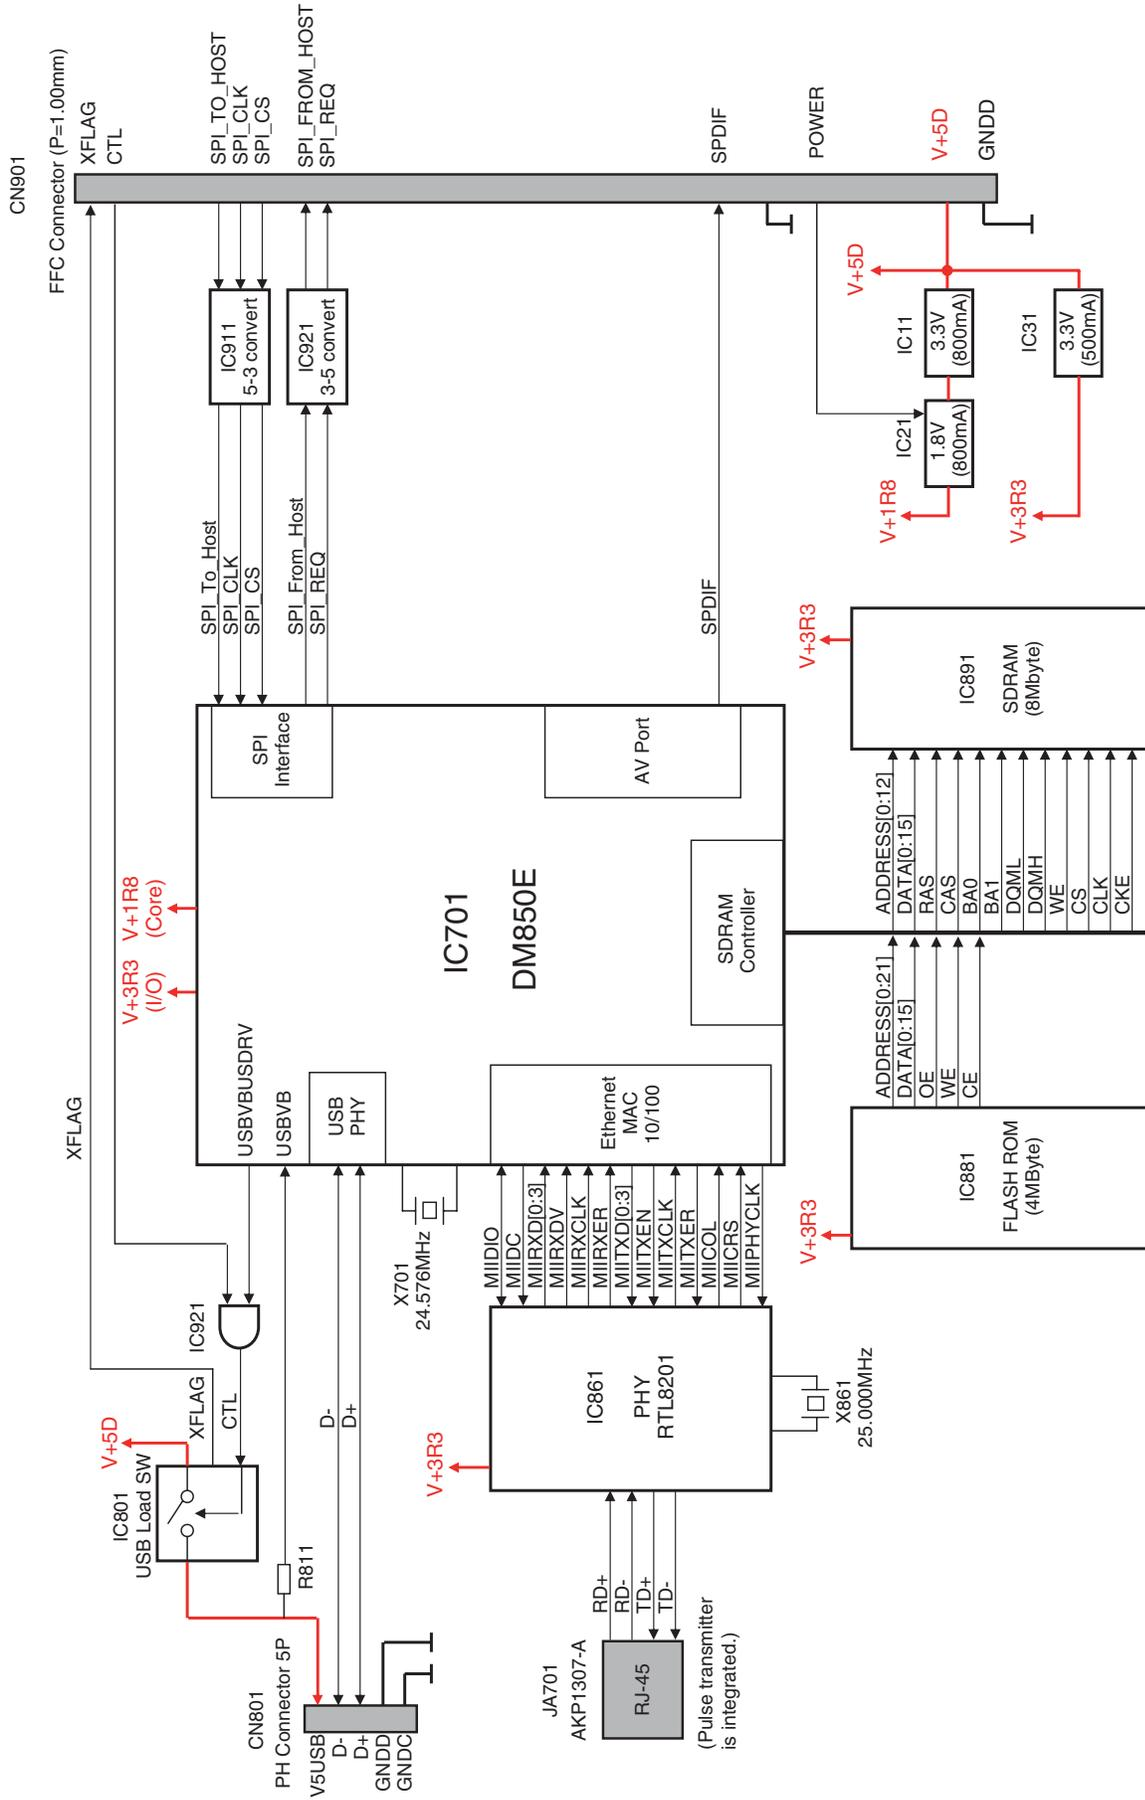 CN901
FFC Connector (P=1.00mm)
XFLAG
CTL
SPI_TO_HOST
SPI_CLK
SPI_CS
SPI_FROM_HOST
SPI_REQ
SPDIF
POWER
V+5D
GNDD
IC911
5-3 convert
IC921
3-5 convert
V+5D
IC11
3.3V
(800mA)
IC31
3.3V
(500mA)
IC21
1.8V
(800mA)
V+1R8
V+3R3
SPI_To_Host
SPI_CLK
SPI_CS
SPI_From_Host
SPI_REQ
SPDIF
SPI
Interface
AV Port
V+1R8
(Core)
V+3R3
(I/O)
IC701
DM850E
SDRAM
Controller
USBVBUSDRV
USBVB
USB
PHY
Ethernet
MAC
10/100
V+3R3
IC891
SDRAM
(8Mbyte)
ADDRESS[0:12]
DATA[0:15]
RAS
CAS
BA0
BA1
DQML
DQMH
WE
CS
CLK
CKE
ADDRESS[0:21]
DATA[0:15]
OE
WE
CE
IC881
FLASH ROM
(4MByte)
V+3R3
XFLAG
IC921
X701
24.576MHz
MIIDIO
MIIDC
MIIRXD[0:3]
MIIRXDV
MIIRXCLK
MIIRXER
MIITXD[0:3]
MIITXEN
MIITXCLK
MIITXER
MIICOL
MIICRS
MIIPHYCLK
IC861
PHY
RTL8201
X861
25.000MHz
V+3R3
XFLAG
CTL
V+5D
IC801
USB Load SW
D-
D+
R811
RD+
RD-
TD+
TD-
CN801
PH Connector 5P
V5USB
D-
D+
GNDD
GNDC
JA701
AKP1307-A
RJ-45
(Pulse transmitter
is integrated.)